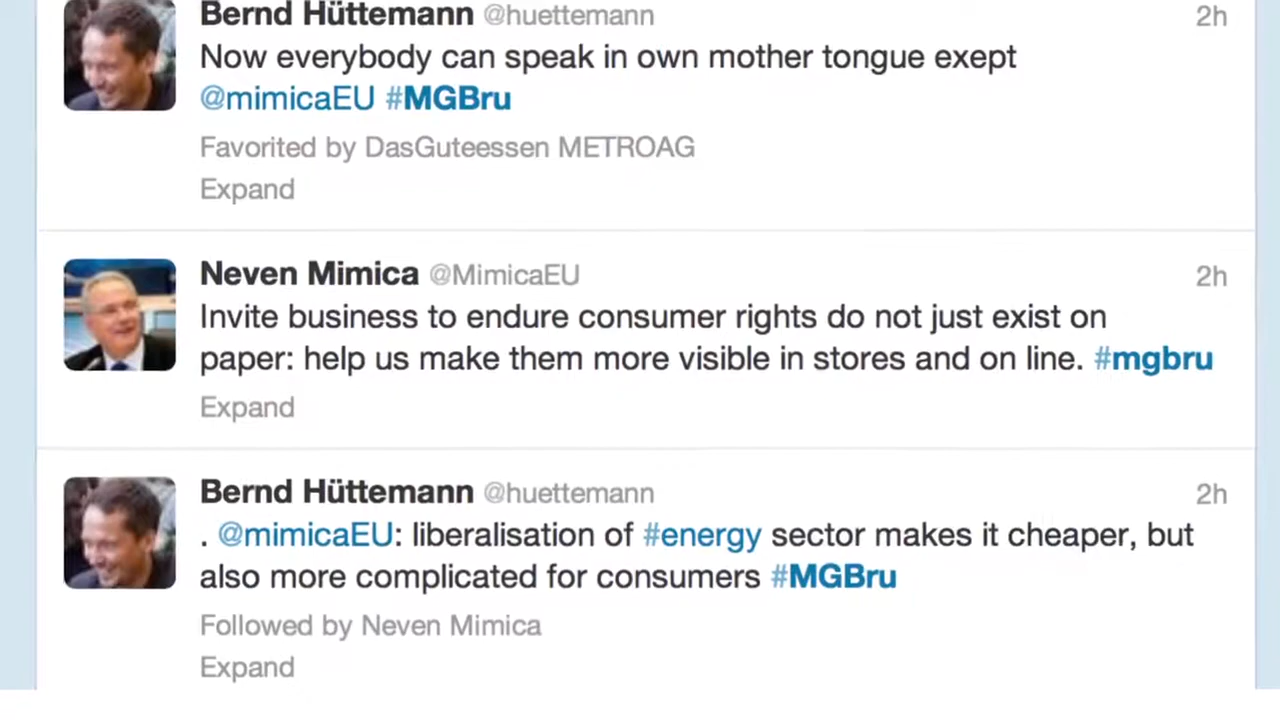 Bernd Hüttemann @huettemann 2h
Now everybody can speak in own mother tongue exept
@mimicaEU #MGBru
Favorited by DasGuteessen METROAG
Expand
Neven Mimica @MimicaEU 2h
Invite business to endure consumer rights do not just exist on
paper: help us make them more visible in stores and on line. #mgbru
Expand
Bernd Hüttemann @huettemann 2h
. @mimicaEU: liberalisation of #energy sector makes it cheaper, but
also more complicated for consumers #MGBru
Followed by Neven Mimica
Expand